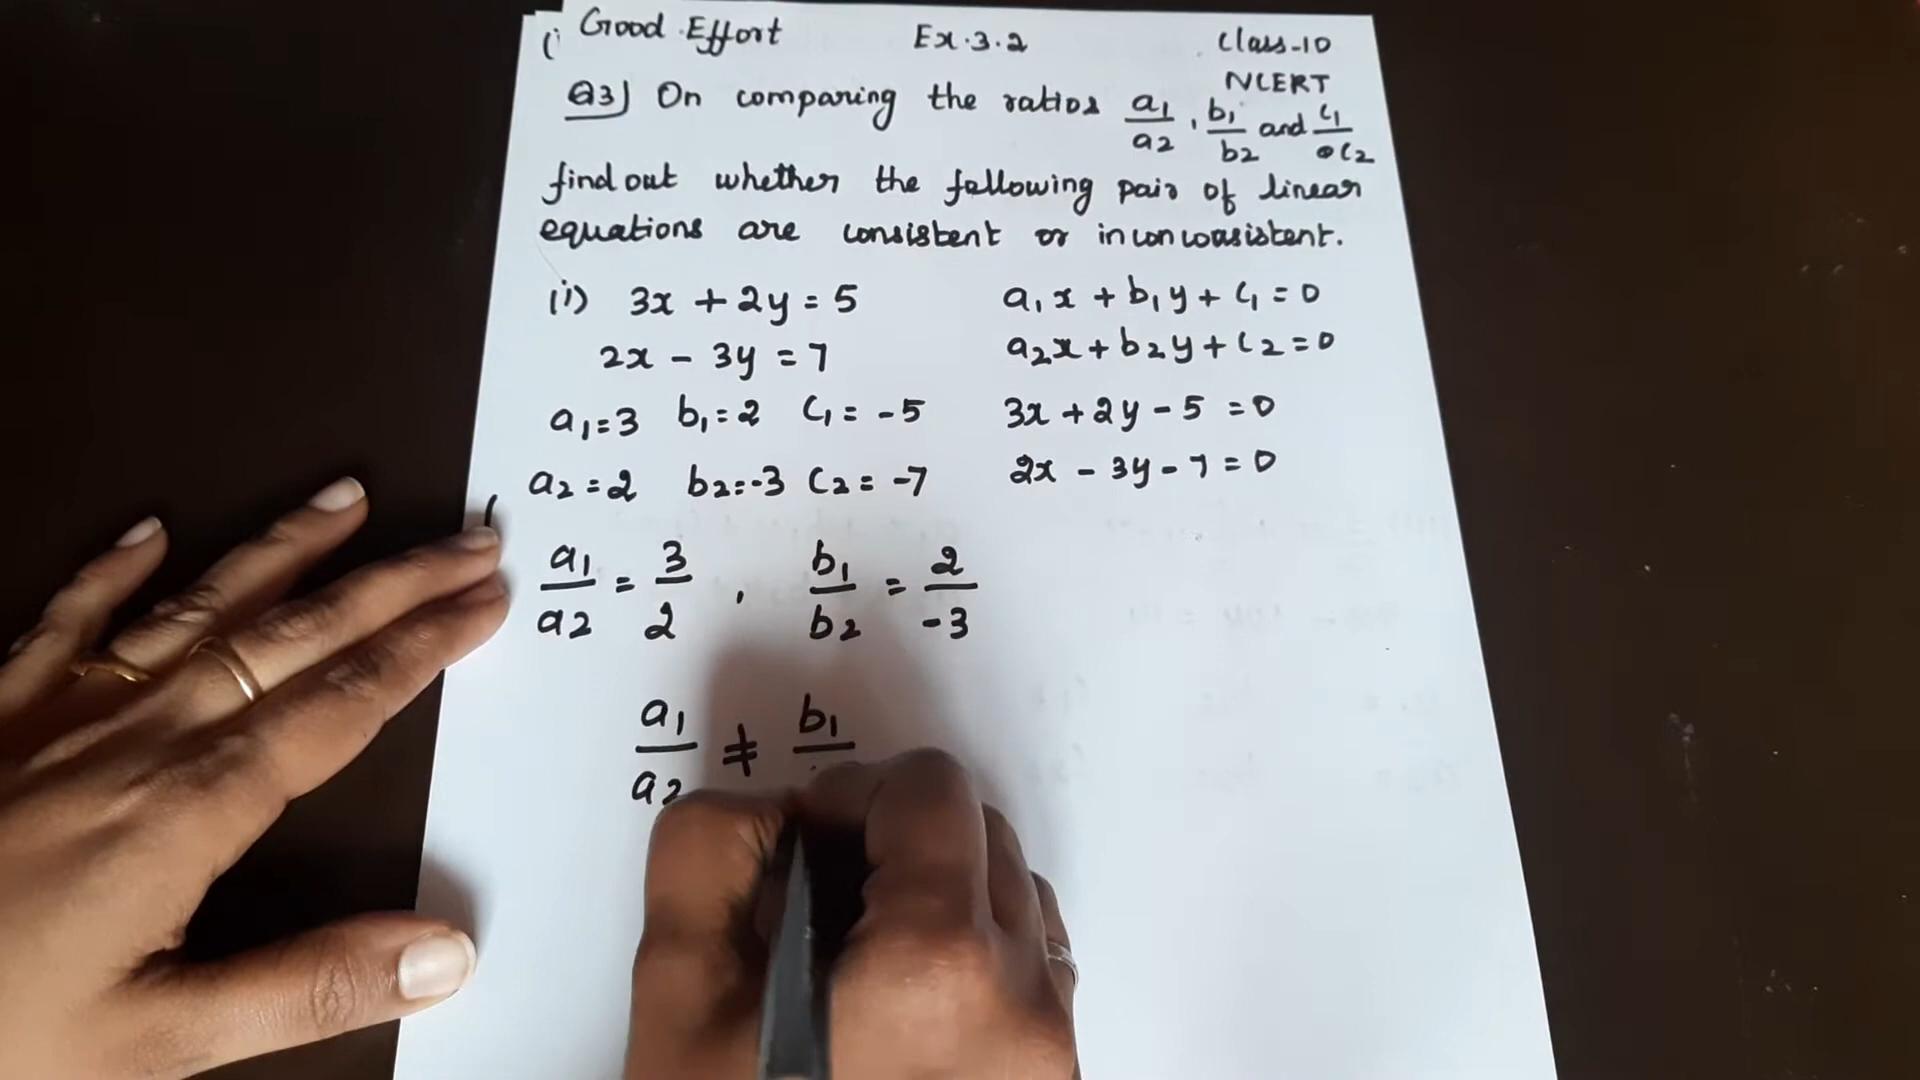 Good Effort Ex.3.2 Class-10
NCERT
Q3) On comparing the ratios a1/a2, b1/b2 and c1/c2
find out whether the following pair of linear
equations are consistent or inconconsistent.
(i) 3x + 2y = 5 a1x + b1y + c1 = 0
2x - 3y = 7 a2x + b2y + c2 = 0
a1=3 b1=2 c1= -5 3x + 2y - 5 = 0
a2=2 b2=-3 c2= -7 2x - 3y - 7 = 0
a1/a2 = 3/2 , b1/b2 = 2/-3
a1/a2 ≠ b1/